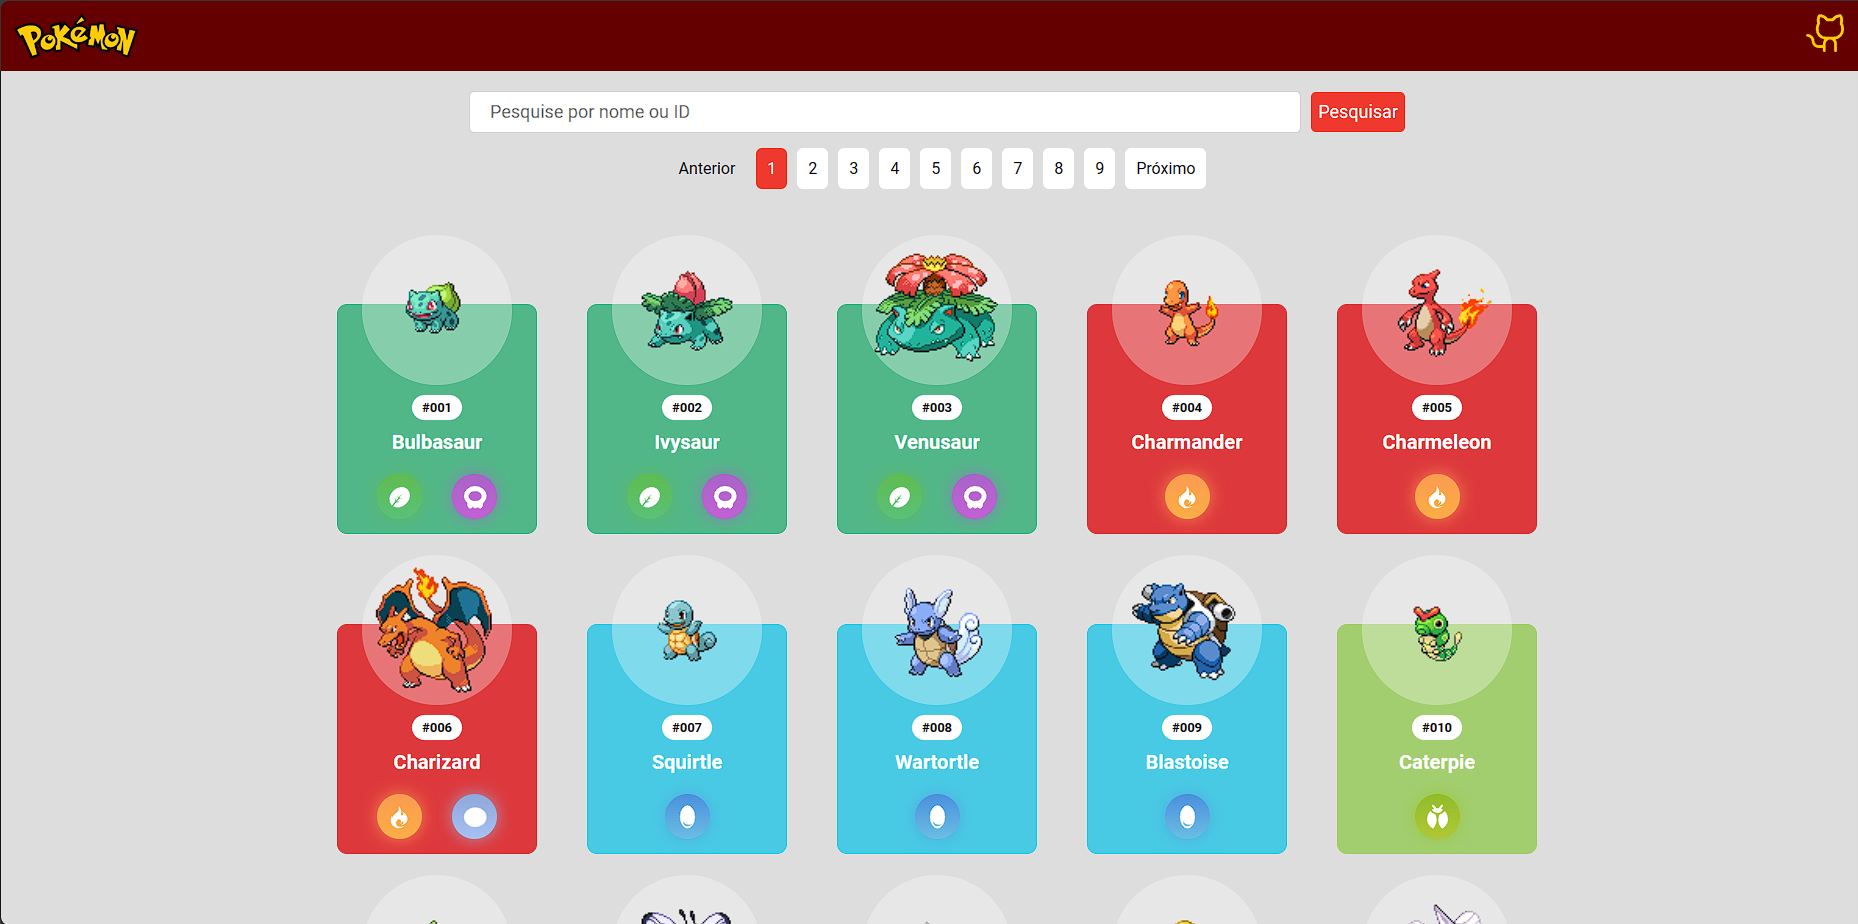 Pokémon
Pesquise por nome ou ID
Pesquisar
Anterior 1 2 3 4 5 6 7 8 9 Próximo
#001 #002 #003 #004 #005
Bulbasaur Ivysaur Venusaur Charmander Charmeleon
#006 #007 #008 #009 #010
Charizard Squirtle Wartortle Blastoise Caterpie